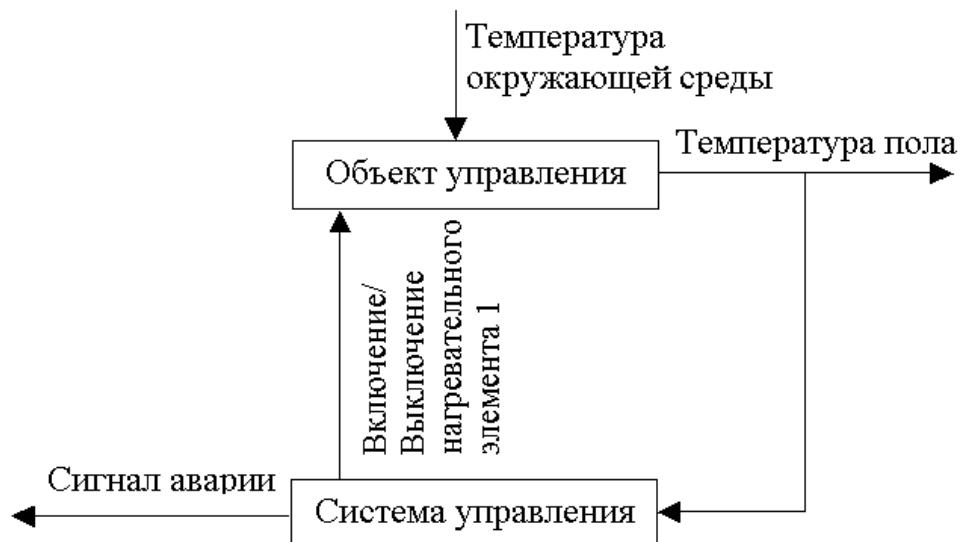 Температура
окружающей среды
Температура пола
Объект управления
Включение/
Выключение
нагревательного
элемента 1
Сигнал аварии
Система управления